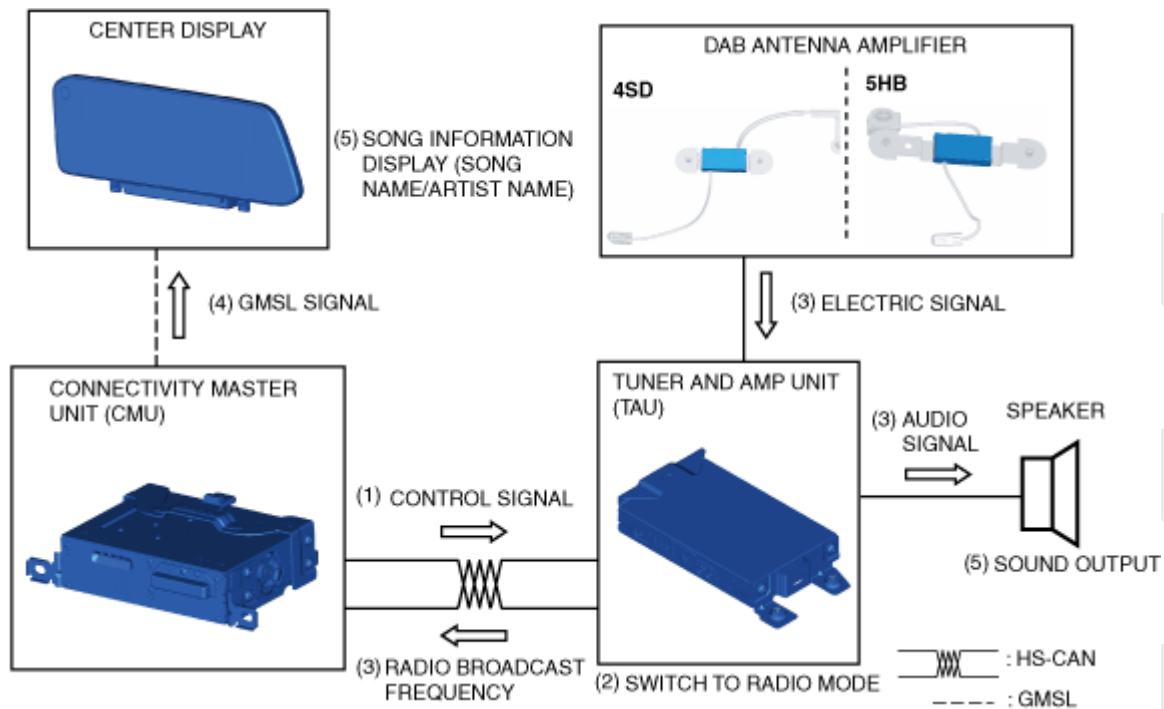 CENTER DISPLAY
(5) SONG INFORMATION
DISPLAY (SONG
NAME/ARTIST NAME)
DAB ANTENNA AMPLIFIER
4SD
5HB
(4) GMSL SIGNAL
(3) ELECTRIC SIGNAL
CONNECTIVITY MASTER
UNIT (CMU)
(1) CONTROL SIGNAL
(3) RADIO BROADCAST
FREQUENCY
TUNER AND AMP UNIT
(TAU)
(2) SWITCH TO RADIO MODE
(3) AUDIO
SIGNAL
SPEAKER
(5) SOUND OUTPUT
: HS-CAN
: GMSL